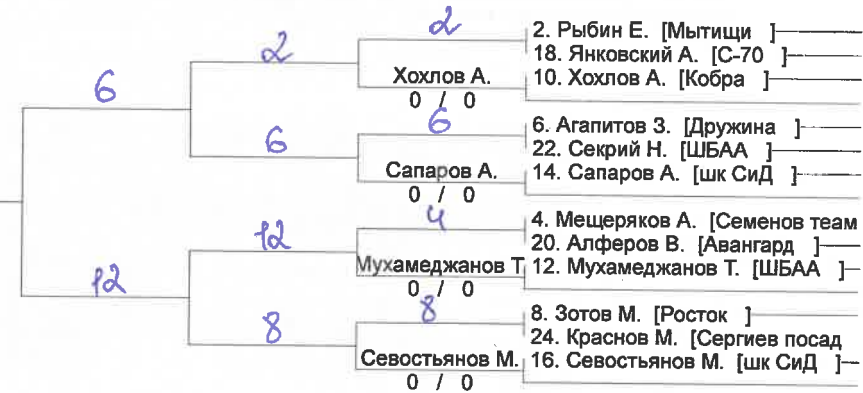 2
2. Рыбин Е. [Мытищи ]
18. Янковский А. [С-70 ]
2
Хохлов А.
10. Хохлов А. [Кобра ]
0 / 0
6
6
6. Агапитов З. [Дружина ]
6
22. Секрий Н. [ШБАА ]
Сапаров А.
14. Сапаров А. [шк СиД ]
0 / 0
4
4. Мещеряков А. [Семенов теам
12
20. Алферов В. [Авангард ]
Мухамеджанов Т
12. Мухамеджанов Т. [ШБАА ]
12
0 / 0
8
8. Зотов М. [Росток ]
8
24. Краснов М. [Сергиев посад
Севостьянов М.
16. Севостьянов М. [шк СиД ]
0 / 0